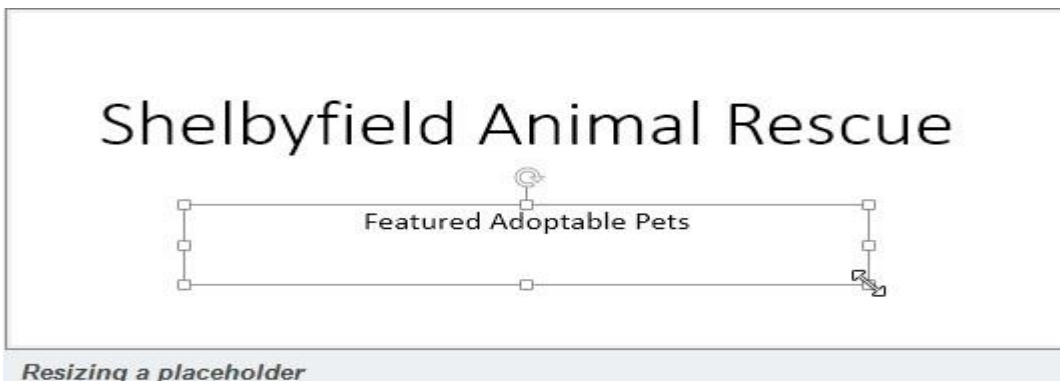 Shelbyfield Animal Rescue
Featured Adoptable Pets
Resizing a placeholder